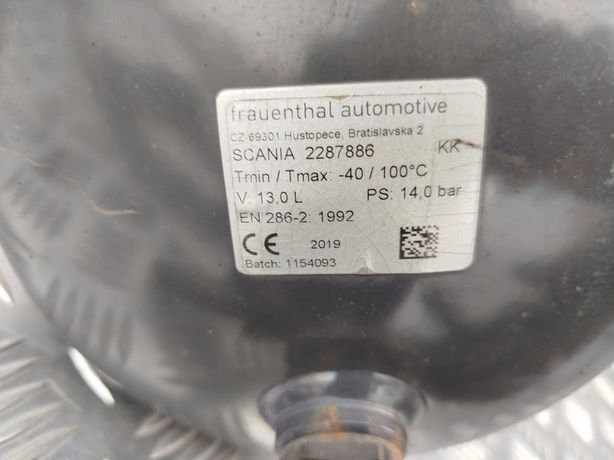 frauenthal automotive
CZ-69301 Hustopece, Bratislavska 2
SCANIA 2287886 KK
Tmin / Tmax: -40 / 100°C
V: 13,0 L PS: 14,0 bar
EN 286-2: 1992
CE 2019
Batch: 1154093